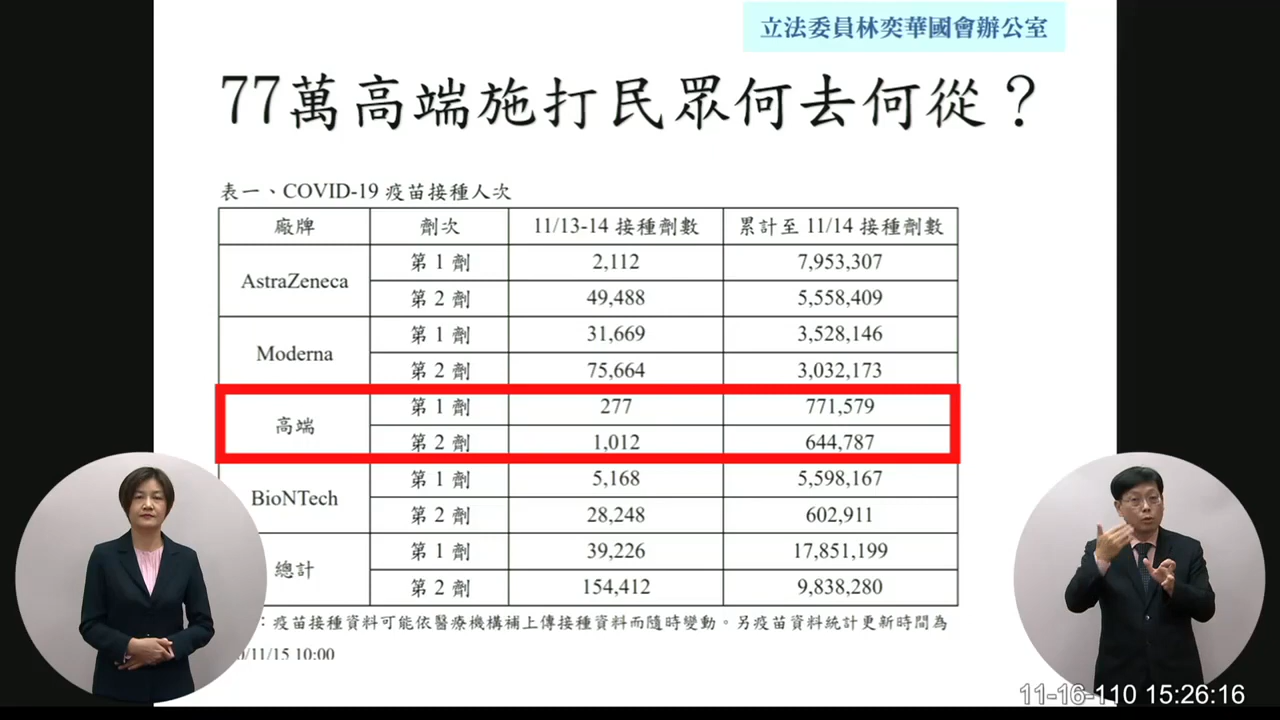 立法委員林奕華國會辦公室
77萬高端施打民眾何去何從？
表一、COVID-19 疫苗接種人次
廠牌 劑次 11/13-14 接種劑數 累計至 11/14 接種劑數
AstraZeneca 第 1 劑 2,112 7,953,307
第 2 劑 49,488 5,558,409
Moderna 第 1 劑 31,669 3,528,146
第 2 劑 75,664 3,032,173
高端 第 1 劑 277 771,579
第 2 劑 1,012 644,787
BioNTech 第 1 劑 5,168 5,598,167
第 2 劑 28,248 602,911
總計 第 1 劑 39,226 17,851,199
第 2 劑 154,412 9,838,280
：疫苗接種資料可能依醫療機構補上傳接種資料而隨時變動。另疫苗資料統計更新時間為
/11/15 10:00
11-16-110 15:26:16